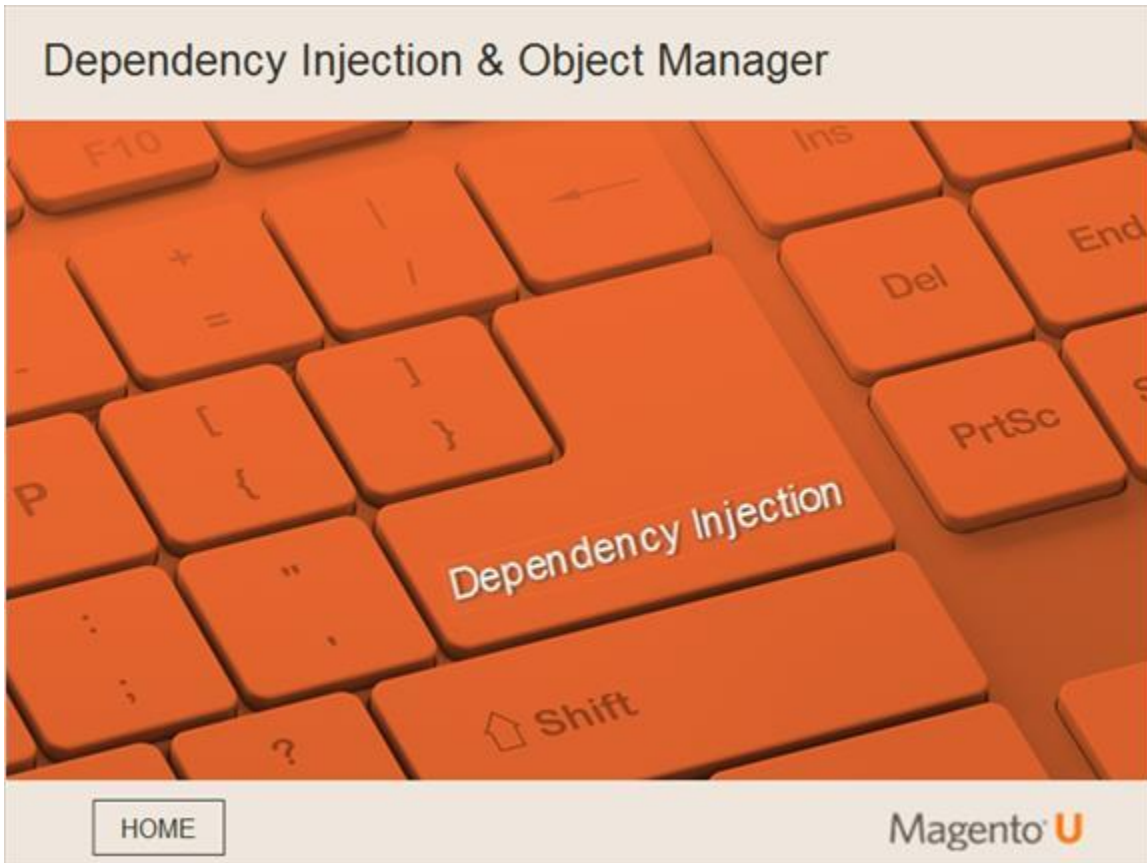 Dependency Injection & Object Manager
F10
Ins
+
=
|
\
←
Del
End
-
[
{
]
}
PrtSc
P
Dependency Injection
:
;
"
,
Shift
?
HOME
Magento U